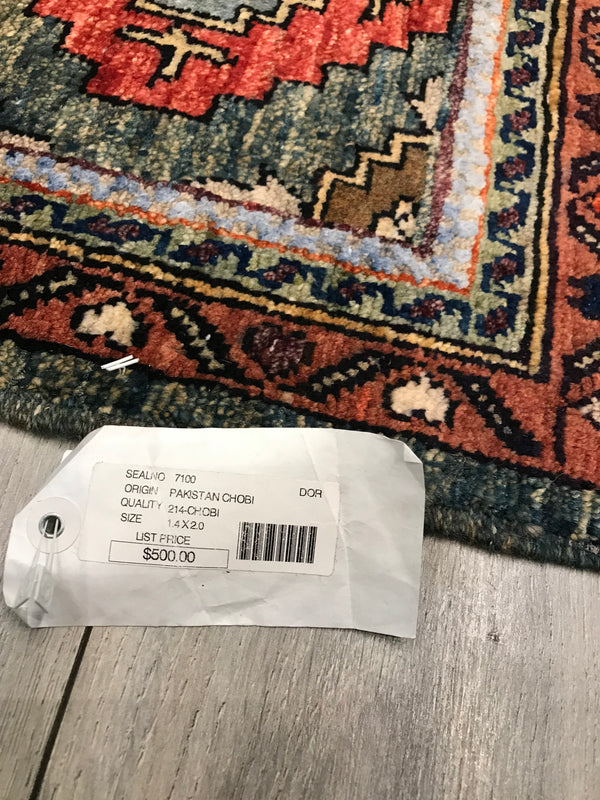 SEALNO 7100
ORIGIN PAKISTAN CHOBI DOR
QUALITY 214-CHOBI
SIZE 1.4 X 2.0
LIST PRICE
$500.00